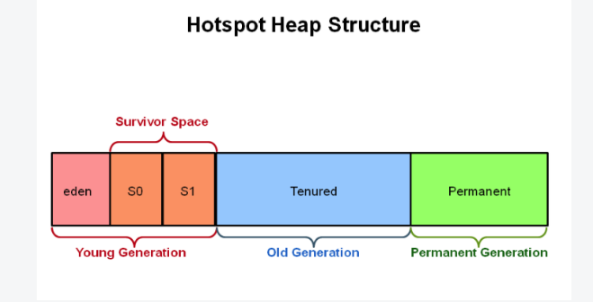 Hotspot Heap Structure
Survivor Space
eden
S0
S1
Tenured
Permanent
Young Generation
Old Generation
Permanent Generation